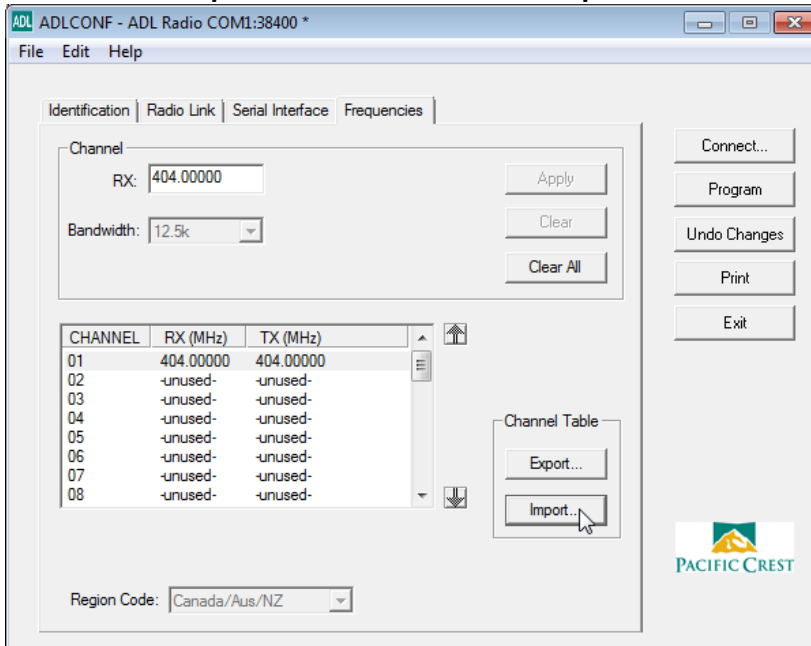 ADL ADLCONF - ADL Radio COM1:38400 *
File Edit Help
Identification Radio Link Serial Interface Frequencies
Channel
RX: 404.00000
Bandwidth: 12.5k
Apply
Clear
Clear All
Connect...
Program
Undo Changes
Print
Exit
CHANNEL RX (MHz) TX (MHz)
01 404.00000 404.00000
02 -unused- -unused-
03 -unused- -unused-
04 -unused- -unused-
05 -unused- -unused-
06 -unused- -unused-
07 -unused- -unused-
08 -unused- -unused-
Channel Table
Export...
Import...
PACIFIC CREST
Region Code: Canada/Aus/NZ